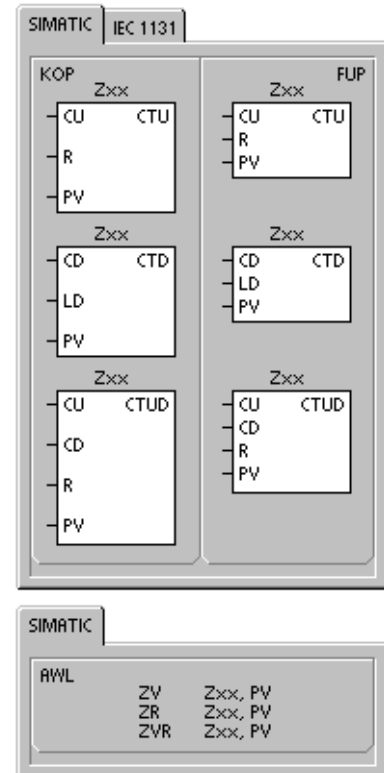 SIMATIC IEC 1131
KOP FUP
Zxx Zxx
CU CTU CU CTU
R R
PV PV
Zxx Zxx
CD CTD CD CTD
LD LD
PV PV
Zxx Zxx
CU CTUD CU CTUD
CD CD
R R
PV PV
SIMATIC
AWL
ZV Zxx, PV
ZR Zxx, PV
ZVR Zxx, PV